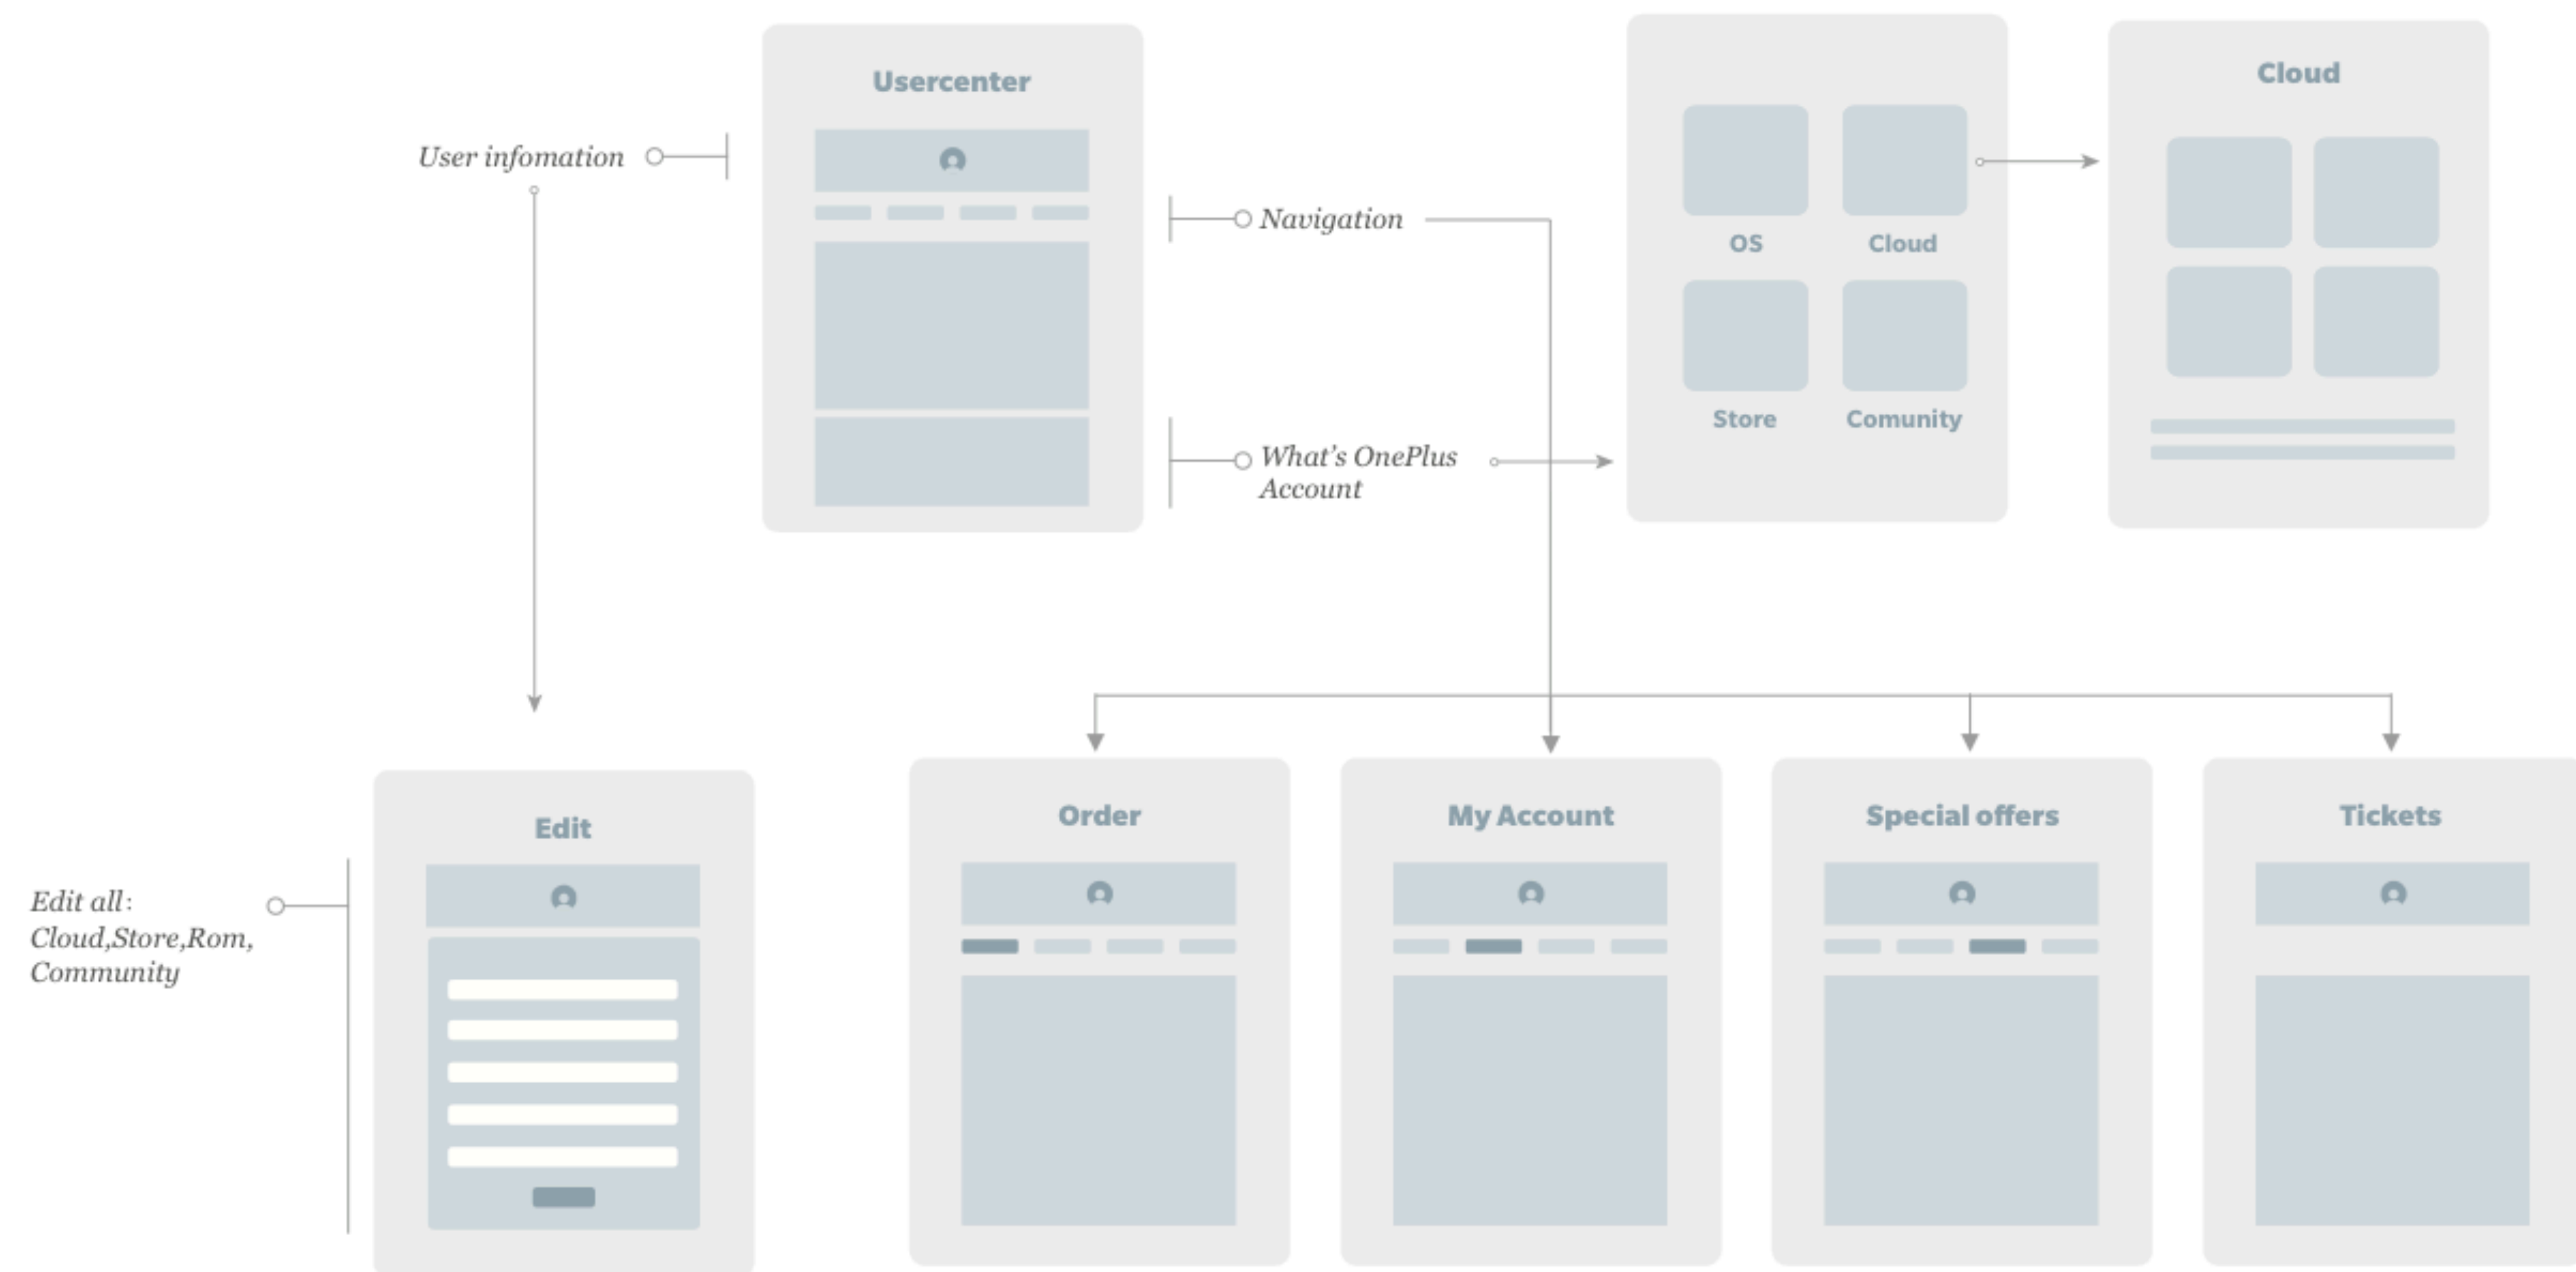 Usercenter
User infomation
Navigation
What's OnePlus
Account
OS
Cloud
Store
Comunity
Cloud
Edit
Edit all:
Cloud,Store,Rom,
Community
Order
My Account
Special offers
Tickets